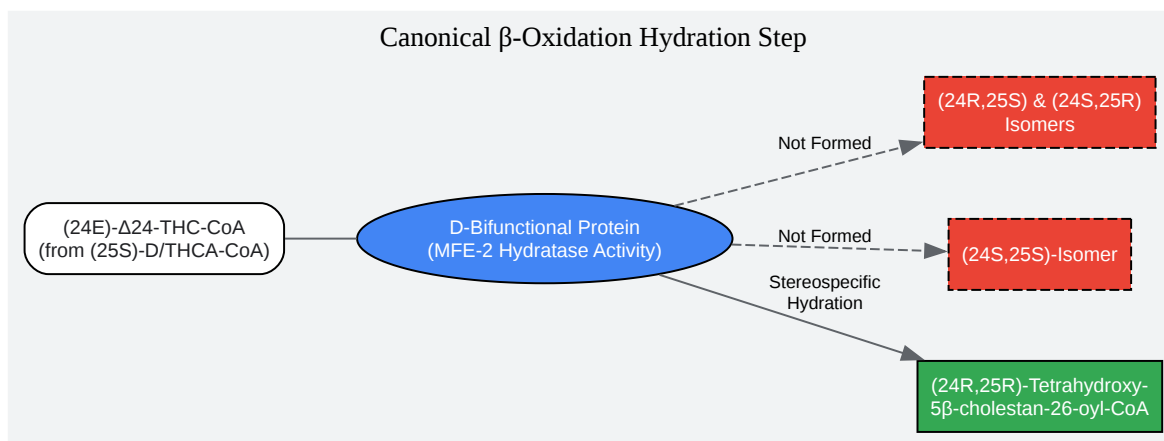 Canonical β-Oxidation Hydration Step
(24R,25S) & (24S,25R)
Isomers
Not Formed
(24E)-Δ24-THC-CoA
(from (25S)-D/THCA-CoA)
D-Bifunctional Protein
(MFE-2 Hydratase Activity)
Not Formed
(24S,25S)-Isomer
Stereospecific
Hydration
(24R,25R)-Tetrahydroxy-
5β-cholestan-26-oyl-CoA